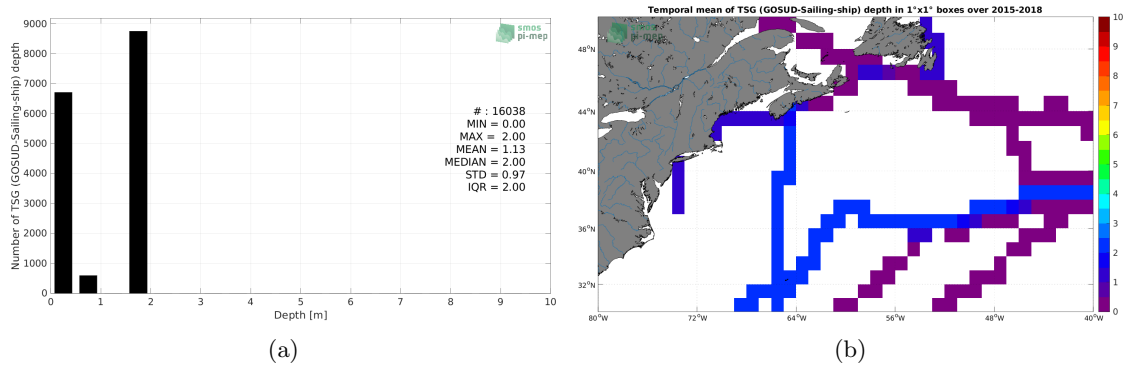 Temporal mean of TSG (GOSUD-Sailing-ship) depth in 1°x1° boxes over 2015-2018
smos
pi-mep
# : 16038
MIN = 0.00
MAX = 2.00
MEAN = 1.13
MEDIAN = 2.00
STD = 0.97
IQR = 2.00
Number of TSG (GOSUD-Sailing-ship) depth
9000
8000
7000
6000
5000
4000
3000
2000
1000
0
0 1 2 3 4 5 6 7 8 9 10
Depth [m]
(a)
smos
pi-mep
48°N
44°N
40°N
36°N
32°N
80°W 72°W 64°W 56°W 48°W 40°W
10
9
8
7
6
5
4
3
2
1
0
(b)